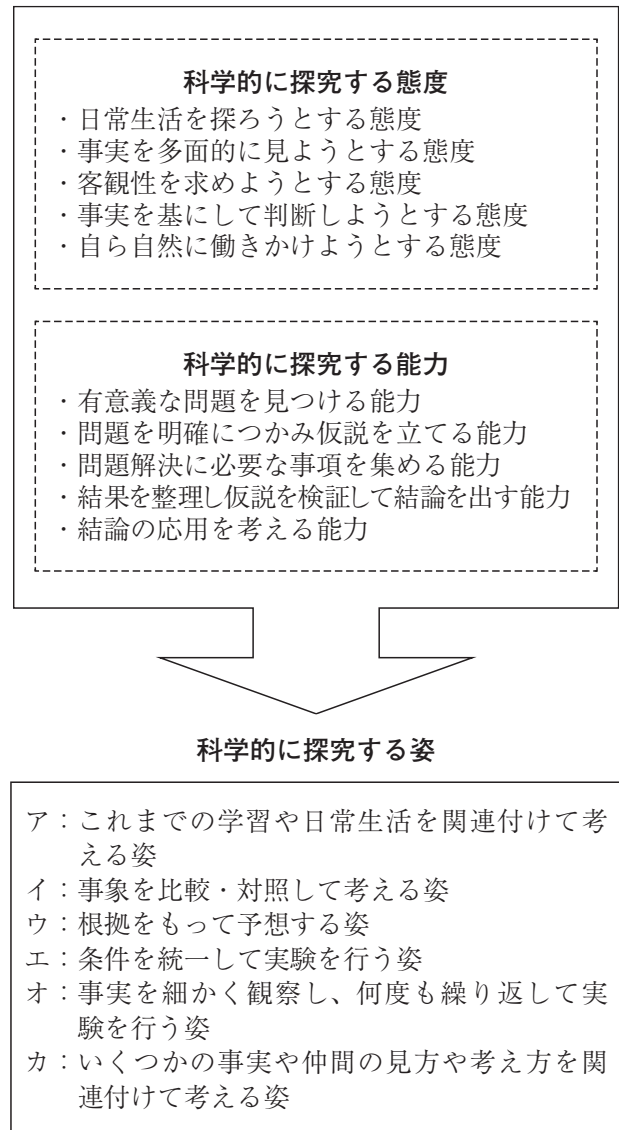 科学的に探究する態度
・日常生活を探ろうとする態度
・事実を多面的に見ようとする態度
・客観性を求めようとする態度
・事実を基にして判断しようとする態度
・自ら自然に働きかけようとする態度
科学的に探究する能力
・有意義な問題を見つける能力
・問題を明確につかみ仮説を立てる能力
・問題解決に必要な事項を集める能力
・結果を整理し仮説を検証して結論を出す能力
・結論の応用を考える能力
科学的に探究する姿
ア：これまでの学習や日常生活を関連付けて考
える姿
イ：事象を比較・対照して考える姿
ウ：根拠をもって予想する姿
エ：条件を統一して実験を行う姿
オ：事実を細かく観察し、何度も繰り返して実
験を行う姿
カ：いくつかの事実や仲間の見方や考え方を関
連付けて考える姿